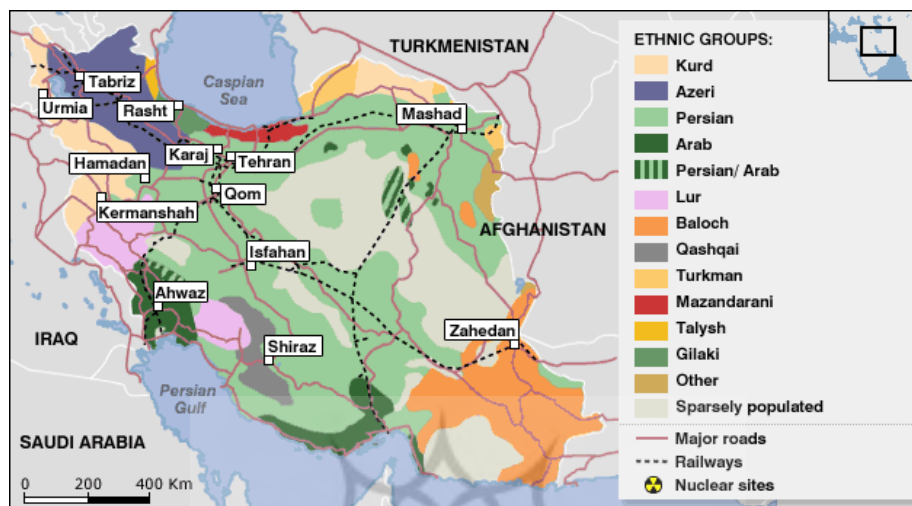 TURKMENISTAN
Caspian
Sea
Tabriz
Urmia
Rasht
Mashad
Karaj
Tehran
Hamadan
Qom
Kermanshah
AFGHANISTAN
Isfahan
Ahwaz
IRAQ
Zahedan
Shiraz
Persian
Gulf
SAUDI ARABIA
0 200 400 Km
ETHNIC GROUPS:
Kurd
Azeri
Persian
Arab
Persian/ Arab
Lur
Baloch
Qashqai
Turkman
Mazandarani
Talysh
Gilaki
Other
Sparsely populated
Major roads
Railways
Nuclear sites